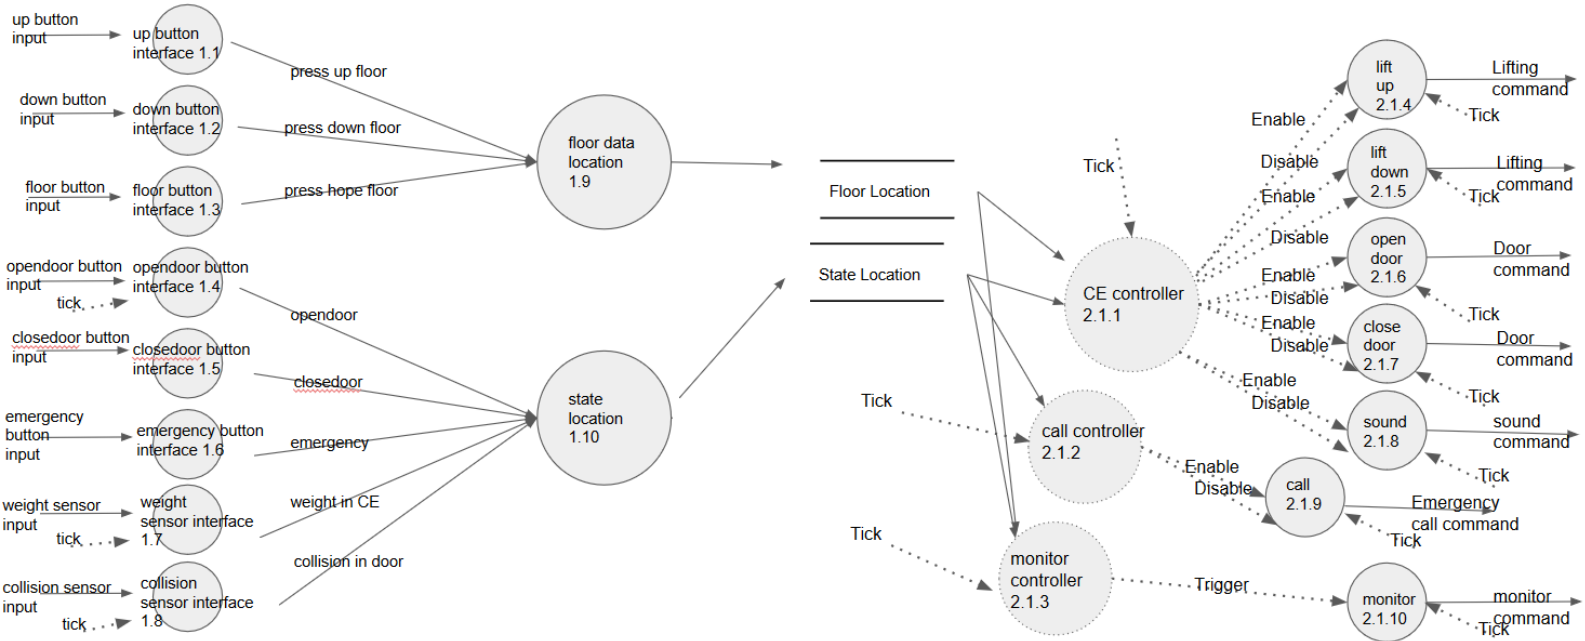 up button
input
up button
interface 1.1
press up floor
down button
input
down button
interface 1.2
press down floor
floor button
input
floor button
interface 1.3
press hope floor
opendoor button
input
tick
opendoor button
interface 1.4
opendoor
closedoor button
input
closedoor button
interface 1.5
closedoor
emergency
button
input
emergency button
interface 1.6
emergency
weight sensor
input
tick
weight
sensor interface
1.7
weight in CE
collision sensor
input
tick
collision
sensor interface
1.8
collision in door
floor data
location
1.9
state
location
1.10
Floor Location
State Location
Tick
CE controller
2.1.1
Tick
call controller
2.1.2
Tick
monitor
controller
2.1.3
Enable
Disable
Enable
Disable
Enable
Disable
Enable
Disable
Enable
Disable
Enable
Disable
Trigger
lift
up
2.1.4
Lifting
command
Tick
lift
down
2.1.5
Lifting
command
Tick
open
door
2.1.6
Door
command
Tick
close
door
2.1.7
Door
command
Tick
sound
2.1.8
sound
command
Tick
call
2.1.9
Emergency
call command
Tick
monitor
2.1.10
monitor
command
Tick